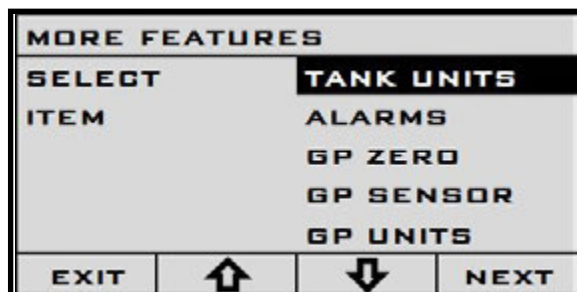 MORE FEATURES
SELECT TANK UNITS
ITEM ALARMS
GP ZERO
GP SENSOR
GP UNITS
EXIT NEXT